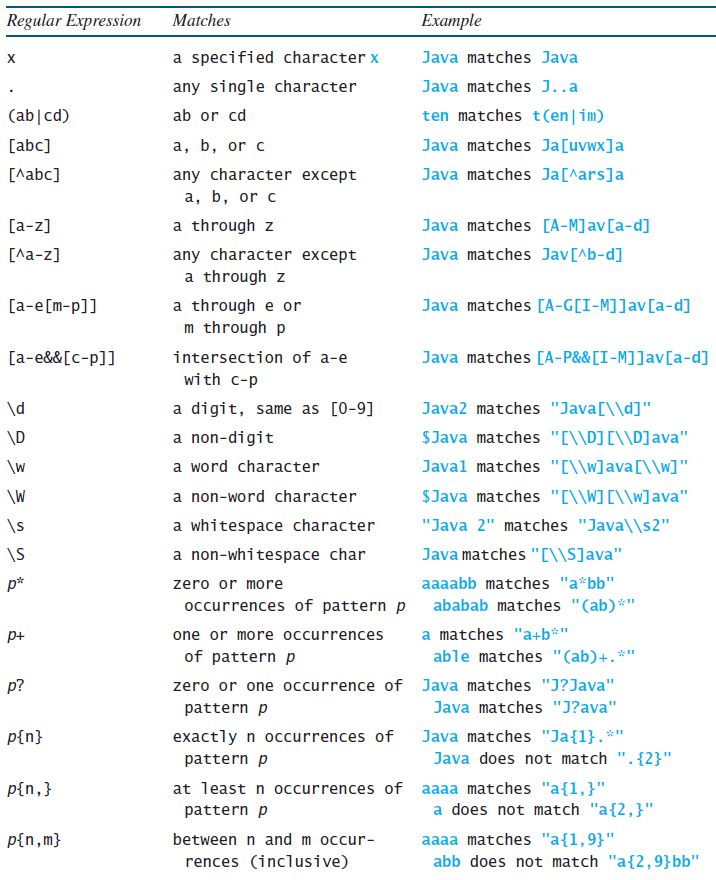 Regular Expression Matches Example
x a specified character x Java matches Java
. any single character Java matches J..a
(ab|cd) ab or cd ten matches t(en|im)
[abc] a, b, or c Java matches Ja[uvwx]a
[^abc] any character except Java matches Ja[^ars]a
a, b, or c
[a-z] a through z Java matches [A-M]av[a-d]
[^a-z] any character except Java matches Jav[^b-d]
a through z
[a-e[m-p]] a through e or Java matches [A-G[I-M]]av[a-d]
m through p
[a-e&&[c-p]] intersection of a-e Java matches [A-P&&[I-M]]av[a-d]
with c-p
\d a digit, same as [0-9] Java2 matches "Java[\\d]"
\D a non-digit $Java matches "[\\D][\\D]ava"
\w a word character Java1 matches "[\\w]ava[\\w]"
\W a non-word character $Java matches "[\\W][\\w]ava"
\s a whitespace character "Java 2" matches "Java\\s2"
\S a non-whitespace char Java matches "[\\S]ava"
p* zero or more aaaabb matches "a*bb"
occurrences of pattern p ababab matches "(ab)*"
p+ one or more occurrences a matches "a+b*"
of pattern p able matches "(ab)+.*"
p? zero or one occurrence of Java matches "J?Java"
pattern p Java matches "J?ava"
p{n} exactly n occurrences of Java matches "Ja{1}.*"
pattern p Java does not match ".{2}"
p{n,} at least n occurrences of aaaa matches "a{1,}"
pattern p a does not match "a{2,}"
p{n,m} between n and m occur- aaaa matches "a{1,9}"
rences (inclusive) abb does not match "a{2,9}bb"